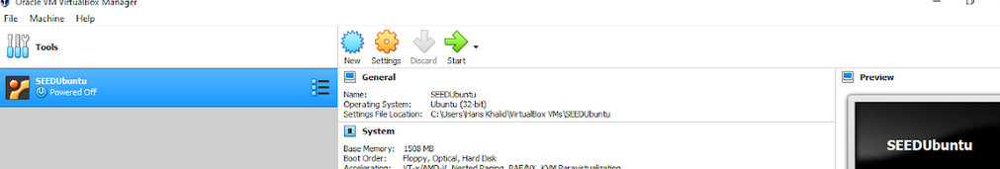 Oracle VM VirtualBox Manager
File Machine Help
Tools
New Settings Discard Start
SEEDUbuntu
Powered Off
General
Name: SEEDUbuntu
Operating System: Ubuntu (32-bit)
Settings File Location: C:\Users\Haris Khalid\VirtualBox VMs\SEEDUbuntu
System
Base Memory: 1508 MB
Boot Order: Floppy, Optical, Hard Disk
Acceleration: VT-x/AMD-V, Nested Paging, PAE/NX, KVM Paravirtualization
Preview
SEEDUbuntu